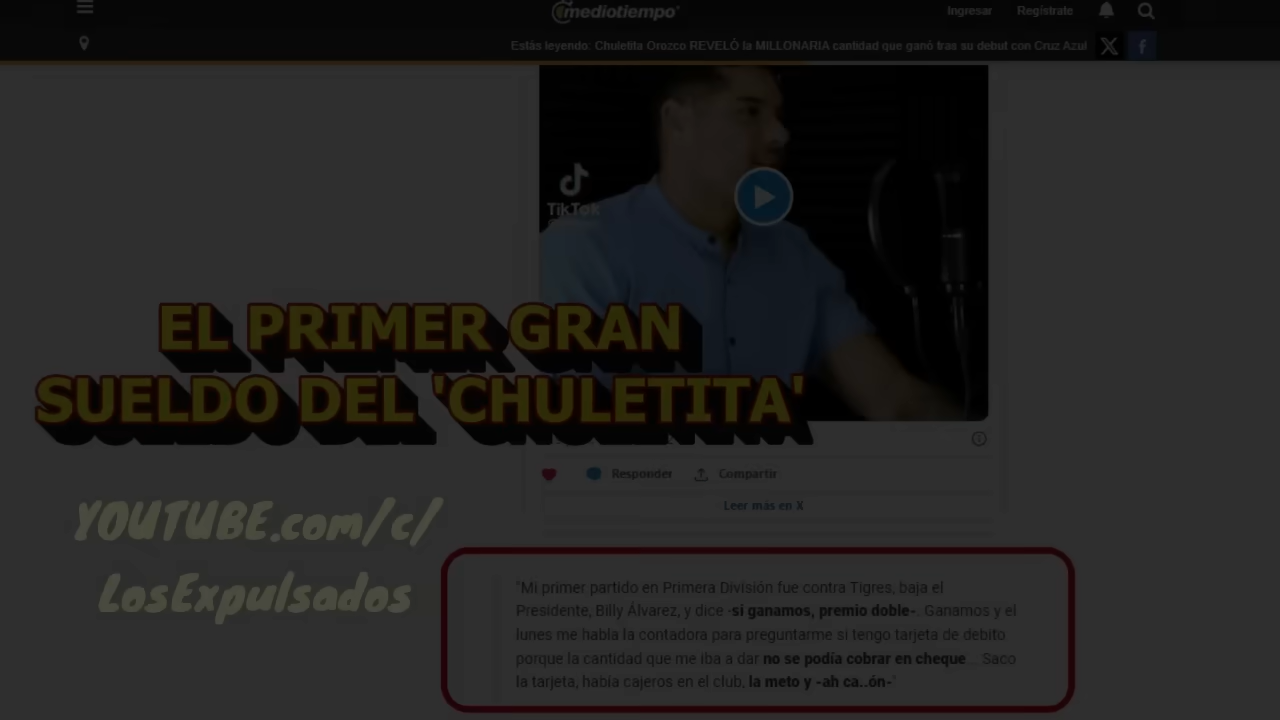 mediotiempo
Ingresar
Regístrate
Estás leyendo: Chuletita Orozco REVELÓ la MILLONARIA cantidad que ganó tras su debut con Cruz Azul
TikTok
EL PRIMER GRAN
SUELDO DEL 'CHULETITA'
Responder
Compartir
Leer más en X
YOUTUBE.com/c/
LosExpulsados
"Mi primer partido en Primera División fue contra Tigres, baja el
Presidente, Billy Álvarez, y dice -si ganamos, premio doble-. Ganamos y el
lunes me habla la contadora para preguntarme si tengo tarjeta de debito
porque la cantidad que me iba a dar no se podía cobrar en cheque... Saco
la tarjeta, había cajeros en el club, la meto y -ah ca..ón-"